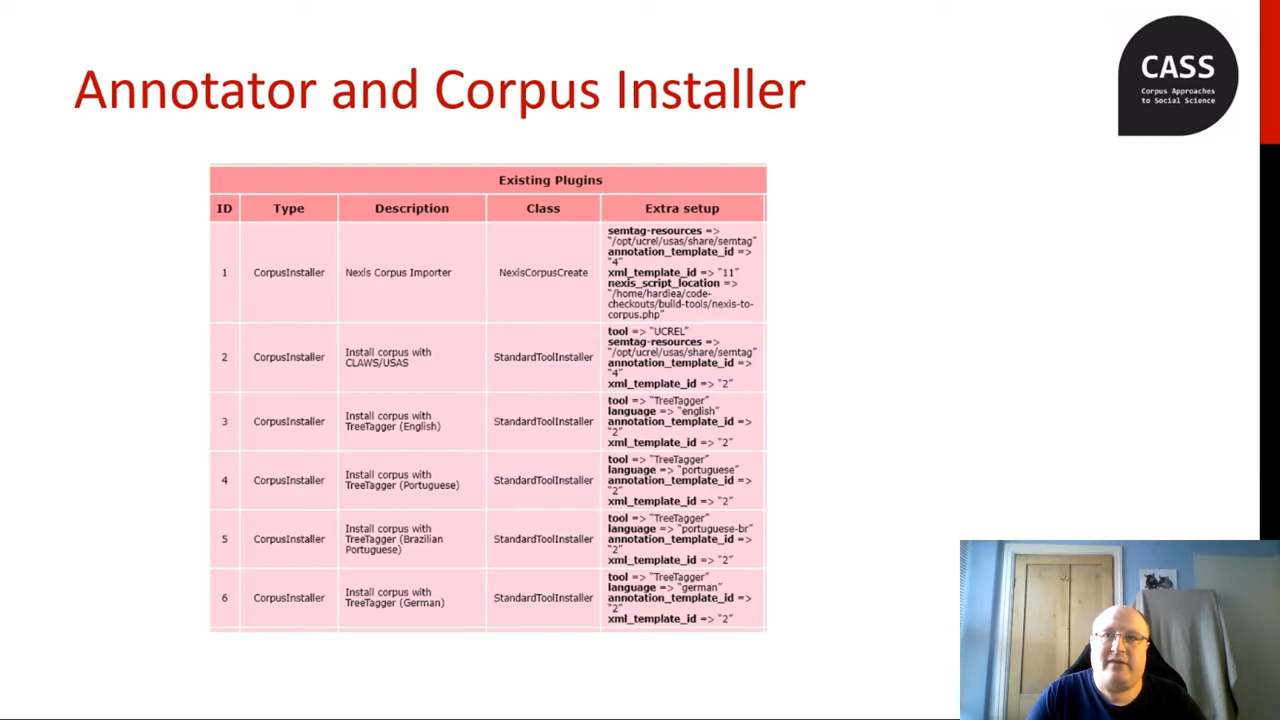 Annotator and Corpus Installer
CASS
Corpus Approaches
to Social Science
Existing Plugins
ID Type Description Class Extra setup
1 CorpusInstaller Nexis Corpus Importer NexisCorpusCreate
semtag-resources =>
"/opt/ucrel/usas/share/semtag"
annotation_template_id =>
"4"
xml_template_id => "11"
nexis_script_location =>
"/home/hardiea/code-
checkouts/build-tools/nexis-to-
corpus.php"
2 CorpusInstaller
Install corpus with
CLAWS/USAS
StandardToolInstaller
tool => "UCREL"
semtag-resources =>
"/opt/ucrel/usas/share/semtag"
annotation_template_id =>
"4"
xml_template_id => "2"
3 CorpusInstaller
Install corpus with
TreeTagger (English)
StandardToolInstaller
tool => "TreeTagger"
language => "english"
annotation_template_id =>
"2"
xml_template_id => "2"
4 CorpusInstaller
Install corpus with
TreeTagger (Portuguese)
StandardToolInstaller
tool => "TreeTagger"
language => "portuguese"
annotation_template_id =>
"2"
xml_template_id => "2"
5 CorpusInstaller
Install corpus with
TreeTagger (Brazilian
Portuguese)
StandardToolInstaller
tool => "TreeTagger"
language => "portuguese-br"
annotation_template_id =>
"2"
xml_template_id => "2"
6 CorpusInstaller
Install corpus with
TreeTagger (German)
StandardToolInstaller
tool => "TreeTagger"
language => "german"
annotation_template_id =>
"2"
xml_template_id => "2"